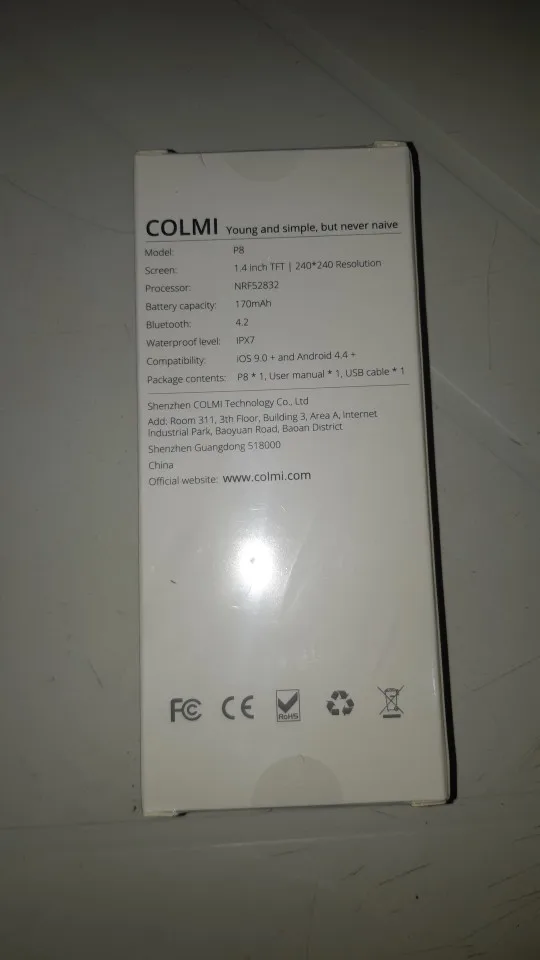 COLMI Young and simple, but never naive
Model: P8
Screen: 1.4 inch TFT | 240*240 Resolution
Processor: NRF52832
Battery capacity: 170mAh
Bluetooth: 4.2
Waterproof level: IPX7
Compatibility: iOS 9.0 + and Android 4.4 +
Package contents: P8 * 1, User manual * 1, USB cable * 1
Shenzhen COLMI Technology Co., Ltd
Add: Room 311, 3th Floor, Building 3, Area A, Internet
Industrial Park, Baoyuan Road, Baoan District
Shenzhen Guangdong 518000
China
Official website: www.colmi.com
FC CE RoHS